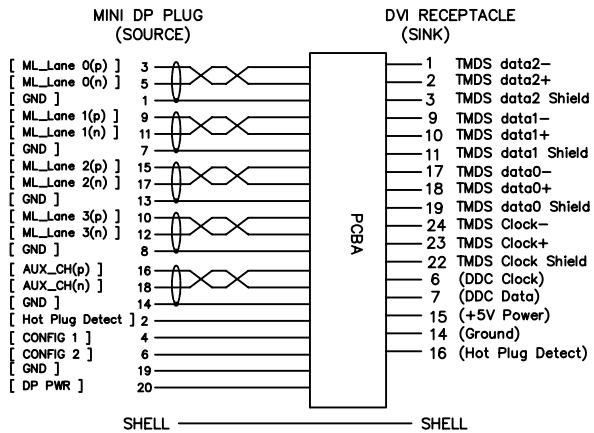 MINI DP PLUG
(SOURCE)
DVI RECEPTACLE
(SINK)
[ ML_Lane 0(p) ] 3
[ ML_Lane 0(n) ] 5
[ GND ] 1
[ ML_Lane 1(p) ] 9
[ ML_Lane 1(n) ] 11
[ GND ] 7
[ ML_Lane 2(p) ] 15
[ ML_Lane 2(n) ] 17
[ GND ] 13
[ ML_Lane 3(p) ] 10
[ ML_Lane 3(n) ] 12
[ GND ] 8
[ AUX_CH(p) ] 16
[ AUX_CH(n) ] 18
[ GND ] 14
[ Hot Plug Detect ] 2
[ CONFIG 1 ] 4
[ CONFIG 2 ] 6
[ GND ] 19
[ DP PWR ] 20
PCBA
1 TMDS data2-
2 TMDS data2+
3 TMDS data2 Shield
9 TMDS data1-
10 TMDS data1+
11 TMDS data1 Shield
17 TMDS data0-
18 TMDS data0+
19 TMDS data0 Shield
24 TMDS Clock-
23 TMDS Clock+
22 TMDS Clock Shield
6 (DDC Clock)
7 (DDC Data)
15 (+5V Power)
14 (Ground)
16 (Hot Plug Detect)
SHELL SHELL